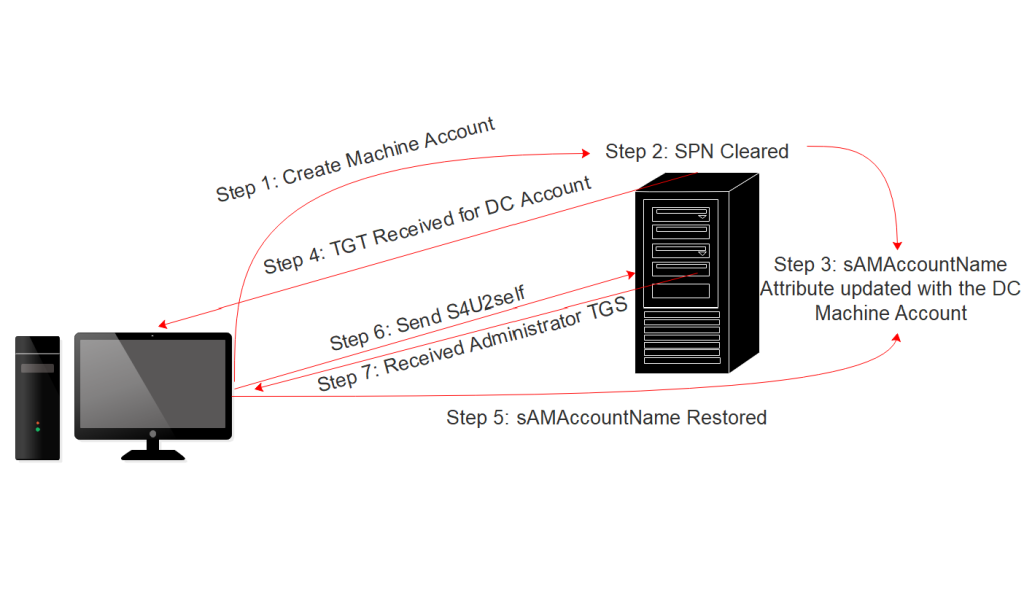 Step 1: Create Machine Account
Step 2: SPN Cleared
Step 3: sAMAccountName
Attribute updated with the DC
Machine Account
Step 4: TGT Received for DC Account
Step 5: sAMAccountName Restored
Step 6: Send S4U2self
Step 7: Received Administrator TGS